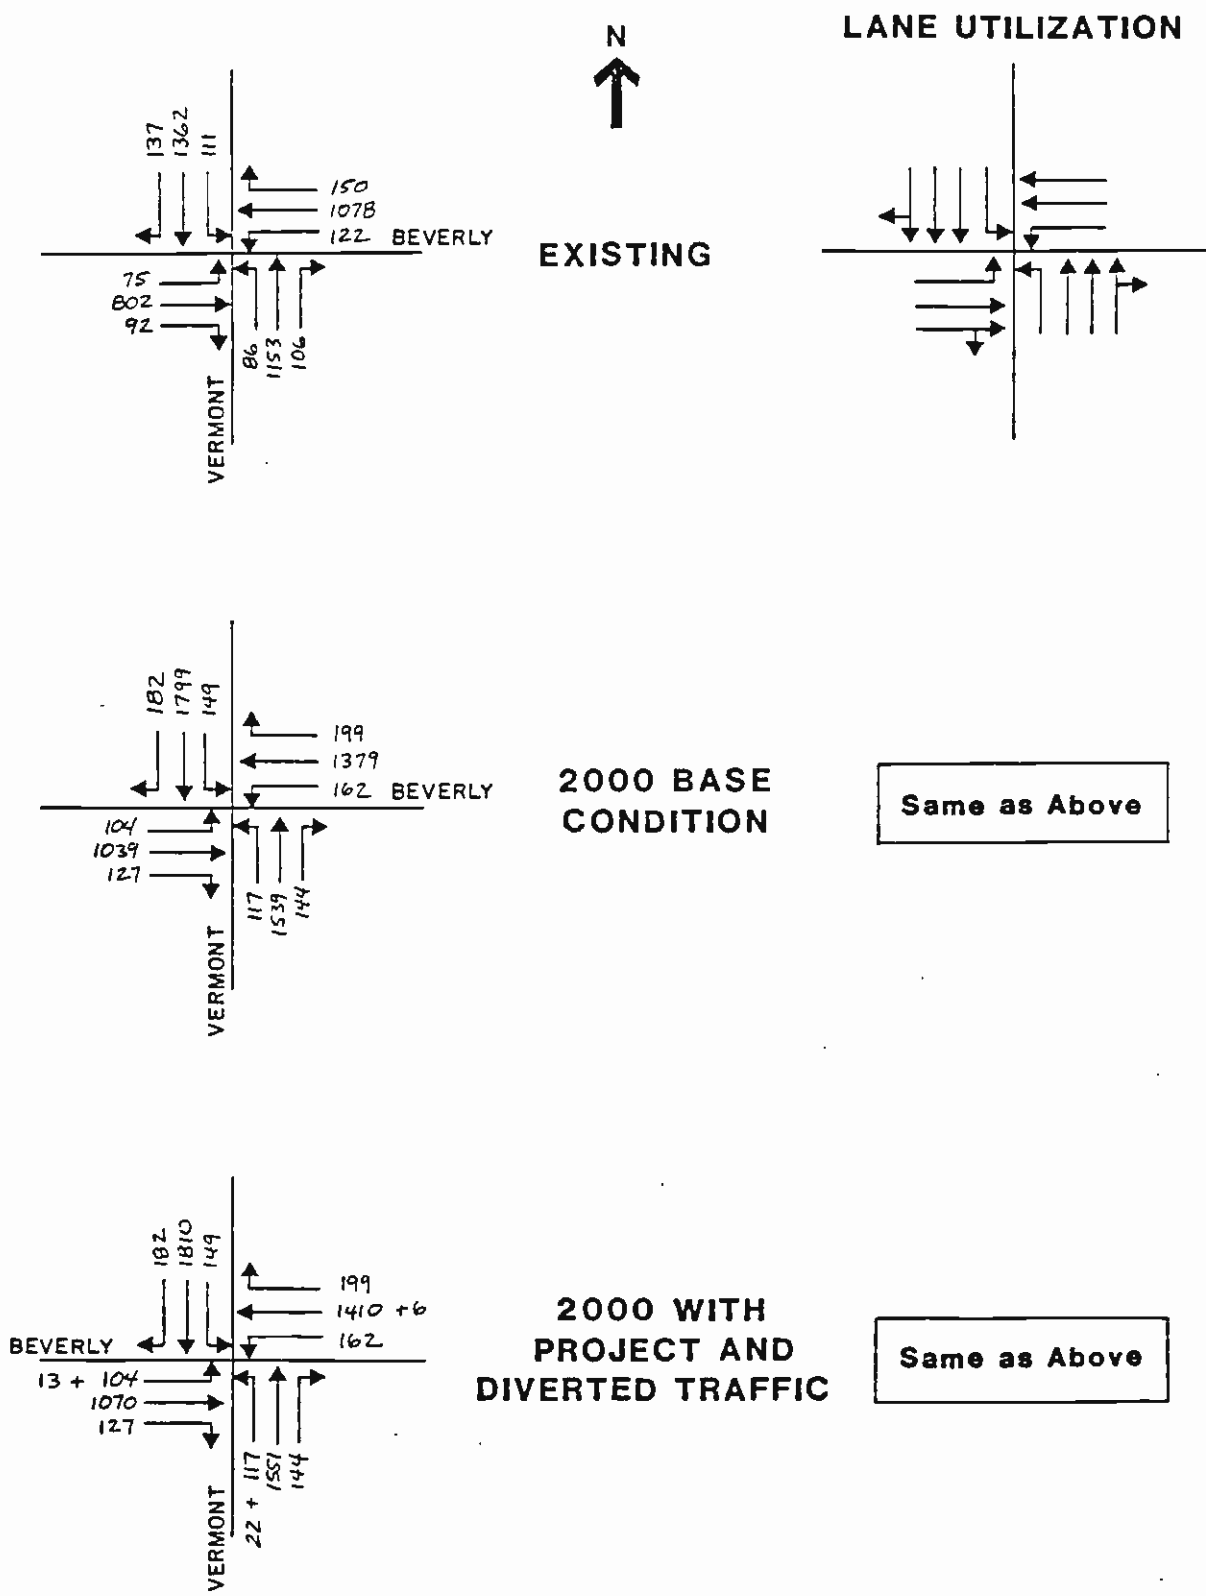 LANE UTILIZATION
N
137
1362
111
150
1078
122 BEVERLY
EXISTING
75
802
92
86
1153
106
VERMONT
182
1799
149
199
1379
162 BEVERLY
2000 BASE
CONDITION
Same as Above
104
1039
127
117
1539
144
VERMONT
182
1810
149
199
1410 +6
162
BEVERLY
2000 WITH
PROJECT AND
DIVERTED TRAFFIC
Same as Above
13 + 104
1070
127
22 + 117
1551
144
VERMONT